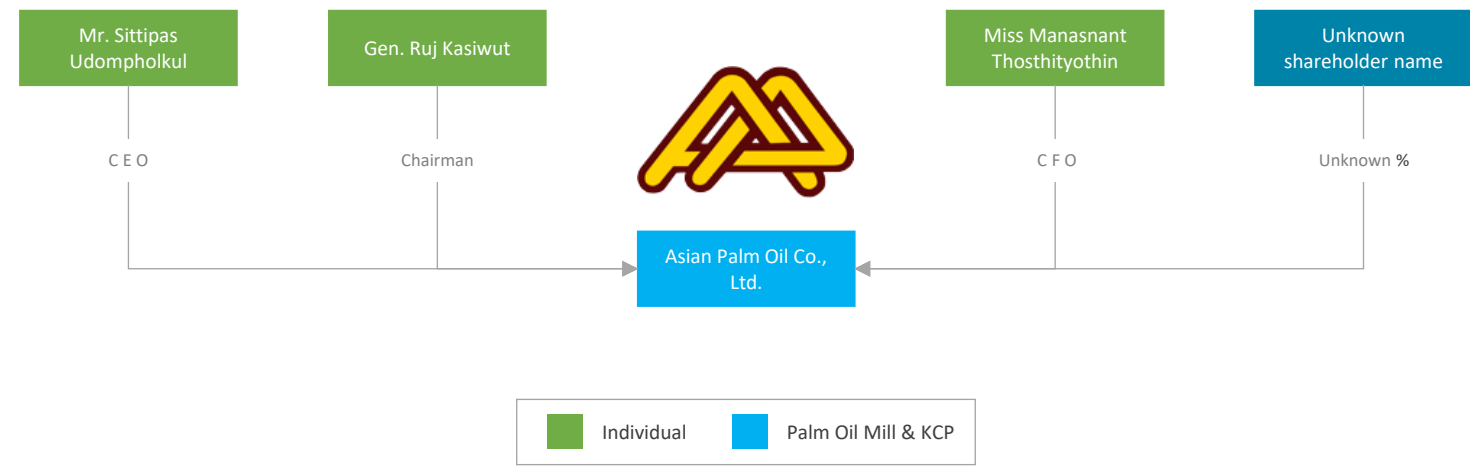 Mr. Sittipas
Udompholkul
Gen. Ruj Kasiwut
Miss Manasnant
Thosthityothin
Unknown
shareholder name
C E O
Chairman
C F O
Unknown %
Asian Palm Oil Co.,
Ltd.
Individual
Palm Oil Mill & KCP